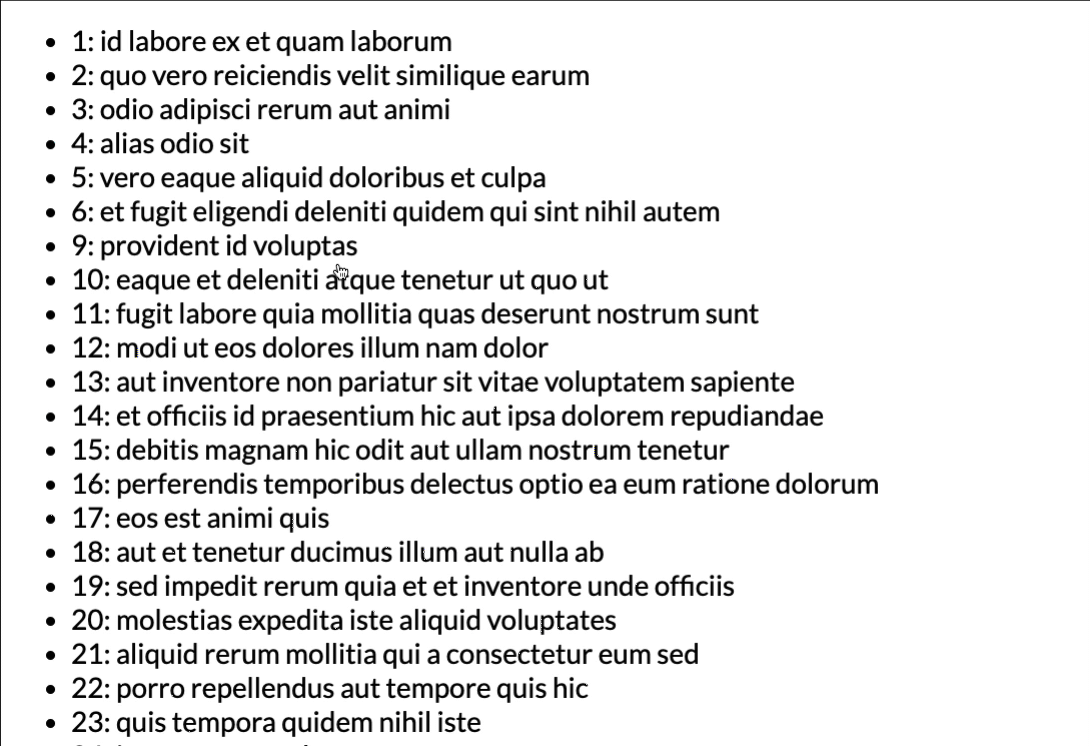 • 1: id labore ex et quam laborum
• 2: quo vero reiciendis velit similique earum
• 3: odio adipisci rerum aut animi
• 4: alias odio sit
• 5: vero eaque aliquid doloribus et culpa
• 6: et fugit eligendi deleniti quidem qui sint nihil autem
• 9: provident id voluptas
• 10: eaque et deleniti atque tenetur ut quo ut
• 11: fugit labore quia mollitia quas deserunt nostrum sunt
• 12: modi ut eos dolores illum nam dolor
• 13: aut inventore non pariatur sit vitae voluptatem sapiente
• 14: et officiis id praesentium hic aut ipsa dolorem repudiandae
• 15: debitis magnam hic odit aut ullam nostrum tenetur
• 16: perferendis temporibus delectus optio ea eum ratione dolorum
• 17: eos est animi quis
• 18: aut et tenetur ducimus illum aut nulla ab
• 19: sed impedit rerum quia et et inventore unde officiis
• 20: molestias expedita iste aliquid voluptates
• 21: aliquid rerum mollitia qui a consectetur eum sed
• 22: porro repellendus aut tempore quis hic
• 23: quis tempora quidem nihil iste